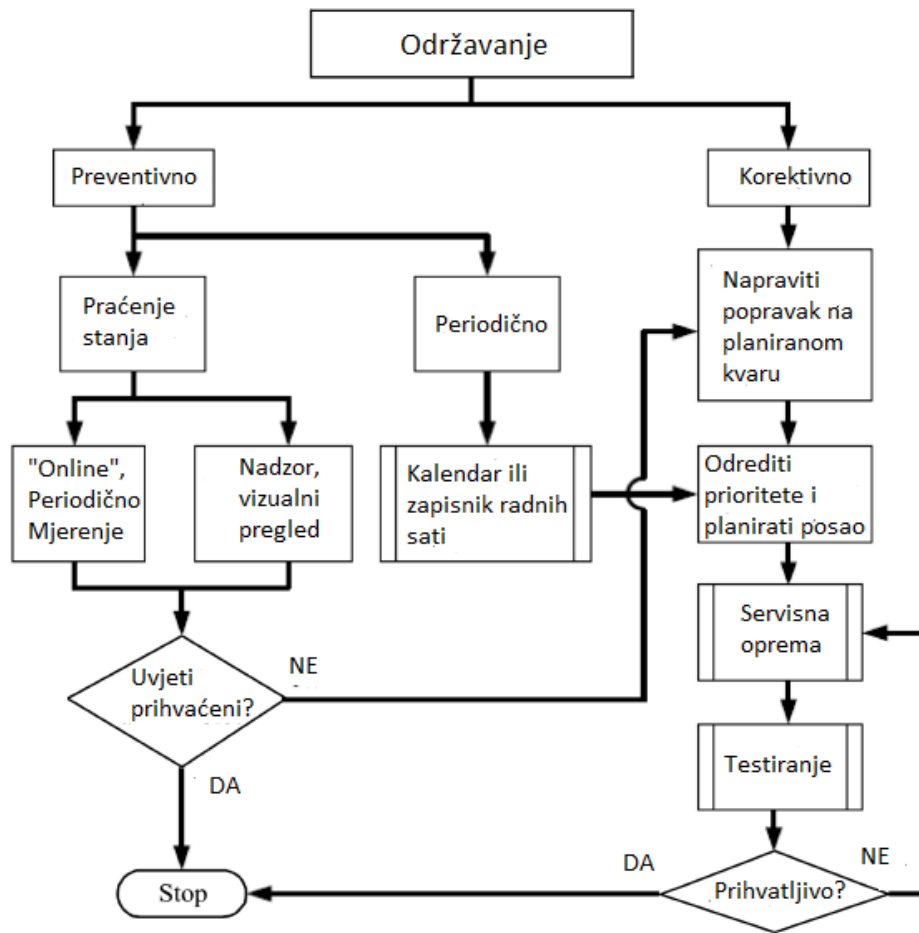 Održavanje
Preventivno
Korektivno
Praćenje
stanja
Periodično
Napraviti
popravak na
planiranom
kvaru
"Online",
Periodično
Mjerenje
Nadzor,
vizualni
pregled
Kalendar ili
zapisnik radnih
sati
Odrediti
prioritete i
planirati posao
Servisna
oprema
Uvjeti
prihvaćeni?
NE
DA
Testiranje
Stop
DA
Prihvatljivo?
NE